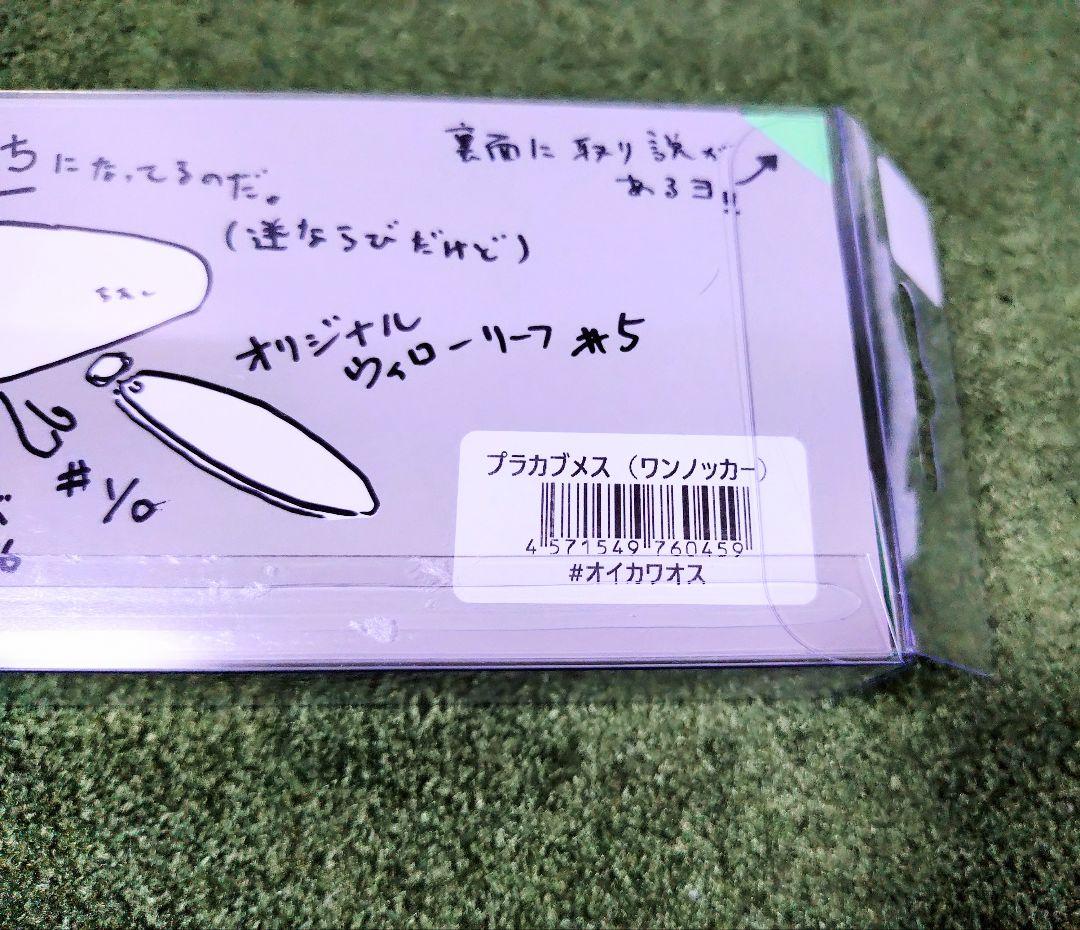 ちになってるのだ。
(逆ならびだけど)
裏面に取り説が
あるヨ!!
オリジナル
ウィローリーフ #5
#1/0
プラカブメス (ワンノッカー)
4 571549 760459
#オイカワオス